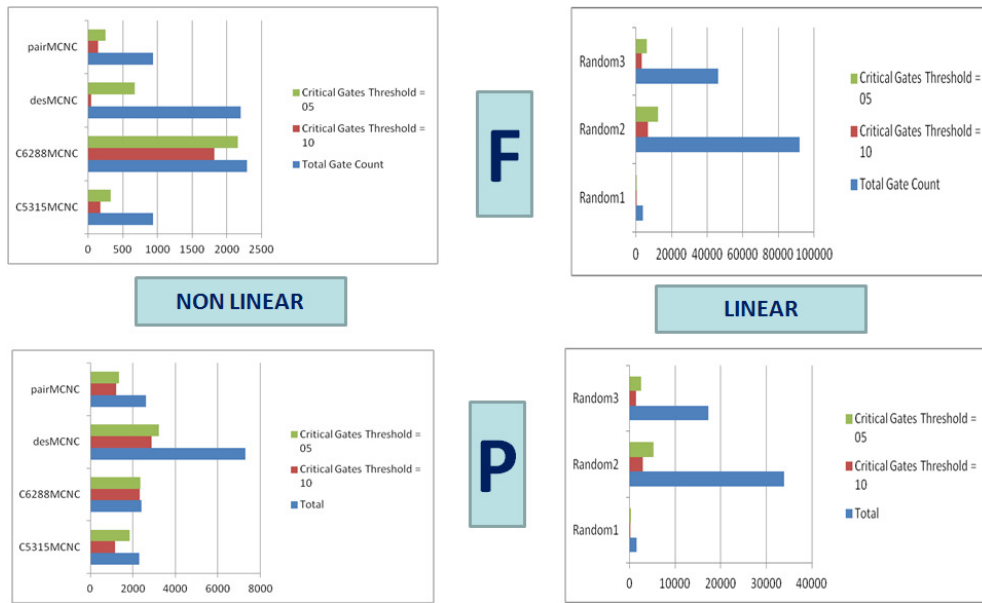 pairMCNC
desMCNC
C6288MCNC
C5315MCNC
0 500 1000 1500 2000 2500
Critical Gates Threshold =
05
Critical Gates Threshold =
10
Total Gate Count
F
Random3
Random2
Random1
0 20000 40000 60000 80000 100000
Critical Gates Threshold =
05
Critical Gates Threshold =
10
Total Gate Count
NON LINEAR
LINEAR
pairMCNC
desMCNC
C6288MCNC
C5315MCNC
0 2000 4000 6000 8000
Critical Gates Threshold =
05
Critical Gates Threshold =
10
Total
P
Random3
Random2
Random1
0 10000 20000 30000 40000
Critical Gates Threshold =
05
Critical Gates Threshold =
10
Total